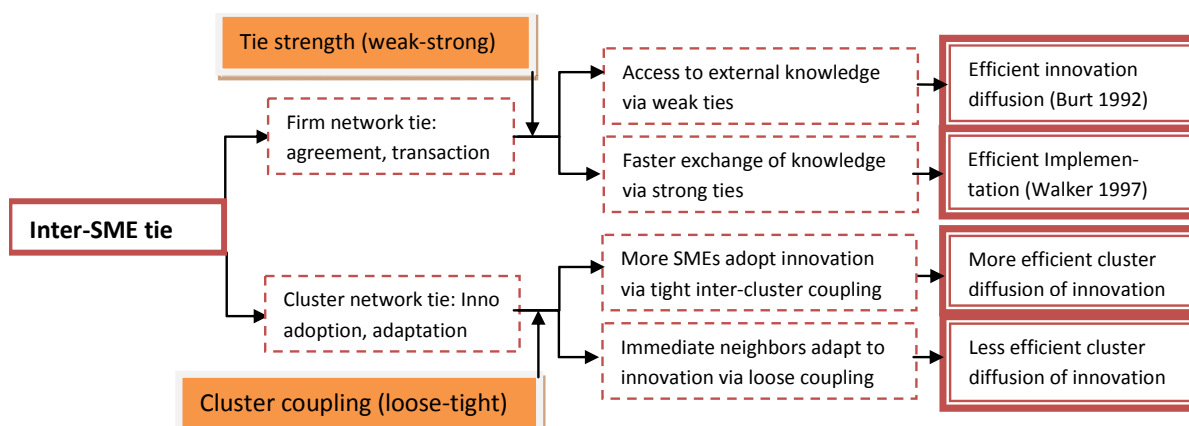 Tie strength (weak-strong)
Access to external knowledge
via weak ties
Efficient innovation
diffusion (Burt 1992)
Firm network tie:
agreement, transaction
Faster exchange of knowledge
via strong ties
Efficient Implemen-
tation (Walker 1997)
Inter-SME tie
More SMEs adopt innovation
via tight inter-cluster coupling
More efficient cluster
diffusion of innovation
Cluster network tie: Inno
adoption, adaptation
Immediate neighbors adapt to
innovation via loose coupling
Less efficient cluster
diffusion of innovation
Cluster coupling (loose-tight)